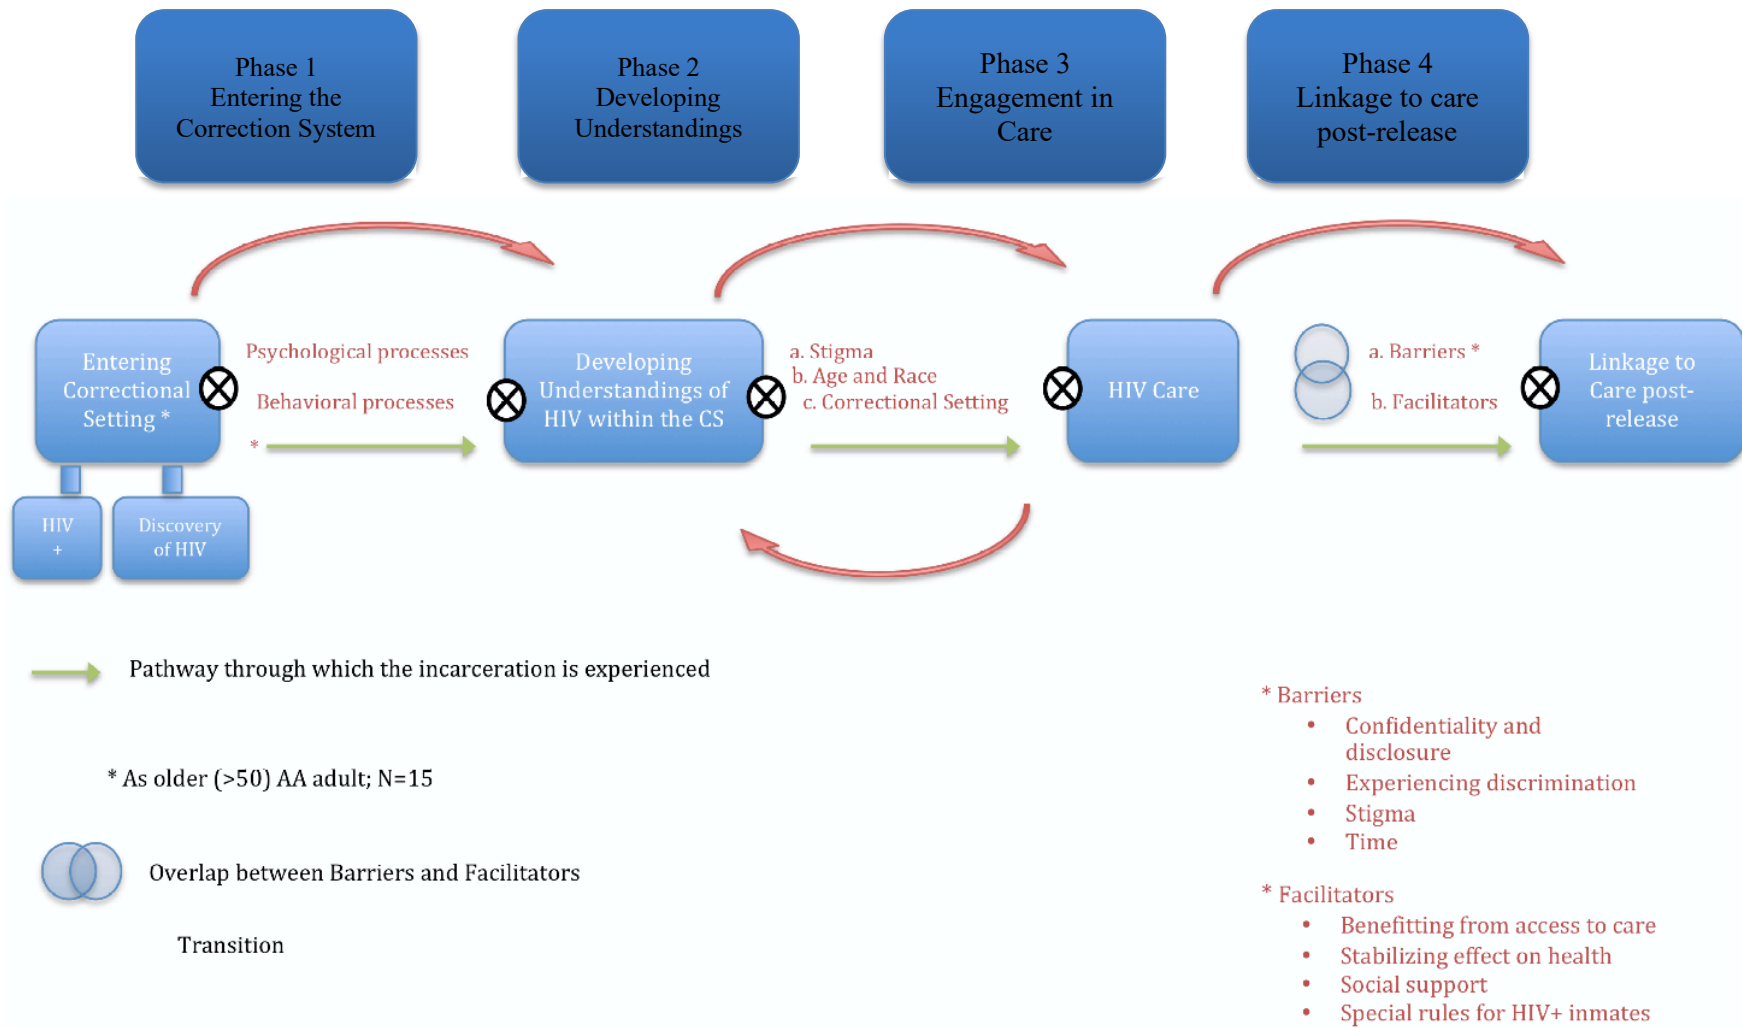 Phase 1
Entering the
Correction System
Phase 2
Developing
Understandings
Phase 3
Engagement in
Care
Phase 4
Linkage to care
post-release
Entering
Correctional
Setting *
Psychological processes
Behavioral processes
*
Developing
Understandings of
HIV within the CS
a. Stigma
b. Age and Race
c. Correctional Setting
HIV Care
a. Barriers *
b. Facilitators
Linkage to
Care post-
release
HIV
+
Discovery
of HIV
Pathway through which the incarceration is experienced
* As older (>50) AA adult; N=15
Overlap between Barriers and Facilitators
Transition
* Barriers
• Confidentiality and
disclosure
• Experiencing discrimination
• Stigma
• Time
* Facilitators
• Benefitting from access to care
• Stabilizing effect on health
• Social support
• Special rules for HIV+ inmates